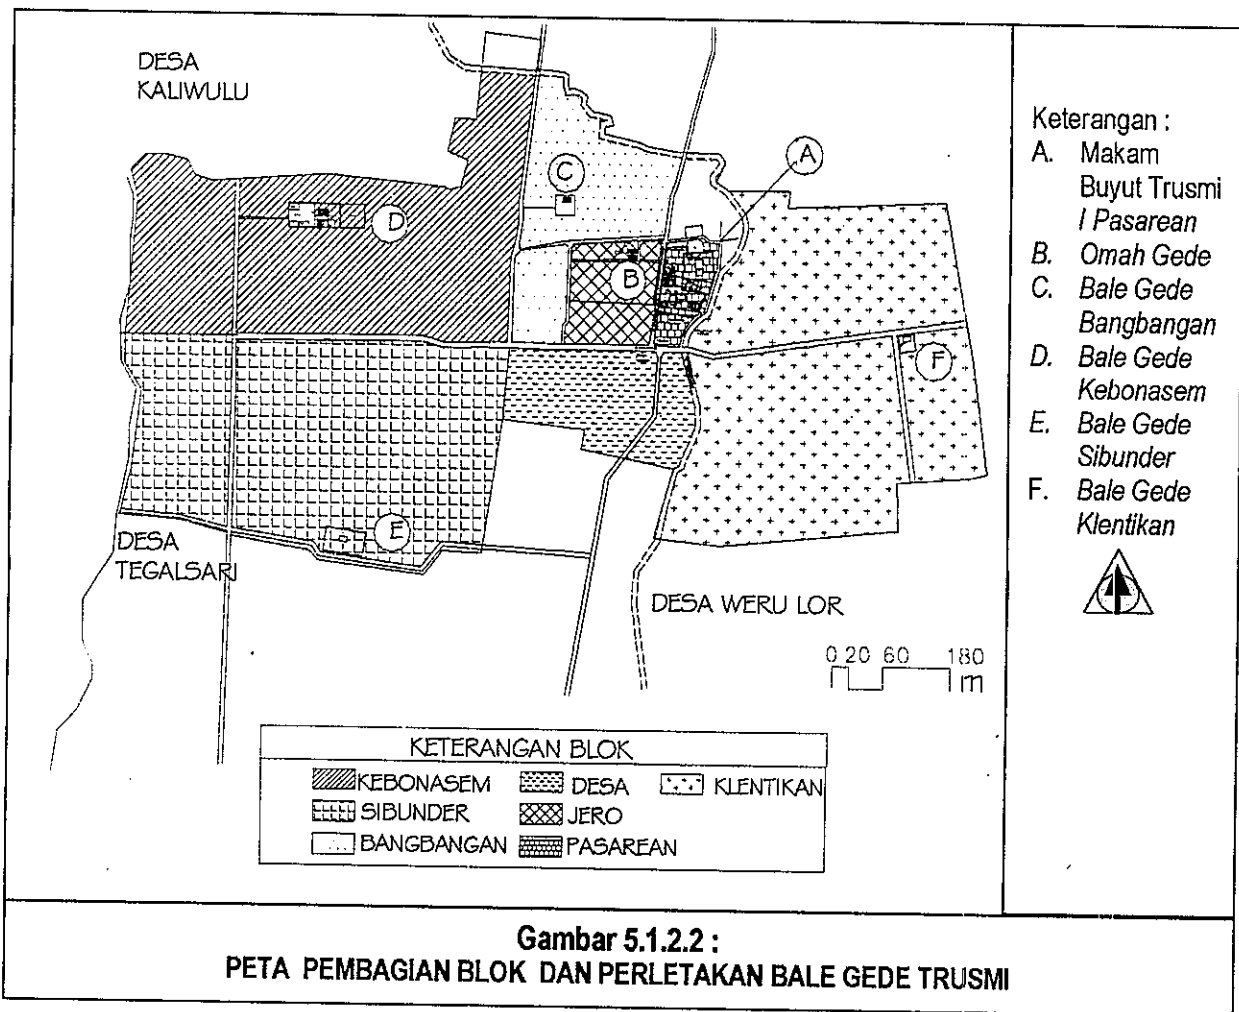 DESA
KALIWULU
A
C
D
B
F
E
DESA
TEGALSARI
DESA WERU LOR
0 20 60 180
m
KETERANGAN BLOK
KEBONASEM DESA KLENTIKAN
SIBUNDER JERO
BANGBANGAN PASAREAN
Keterangan :
A. Makam
Buyut Trusmi
/ Pasarean
B. Omah Gede
C. Bale Gede
Bangbangan
D. Bale Gede
Kebonasem
E. Bale Gede
Sibunder
F. Bale Gede
Klentikan
Gambar 5.1.2.2 :
PETA PEMBAGIAN BLOK DAN PERLETAKAN BALE GEDE TRUSMI